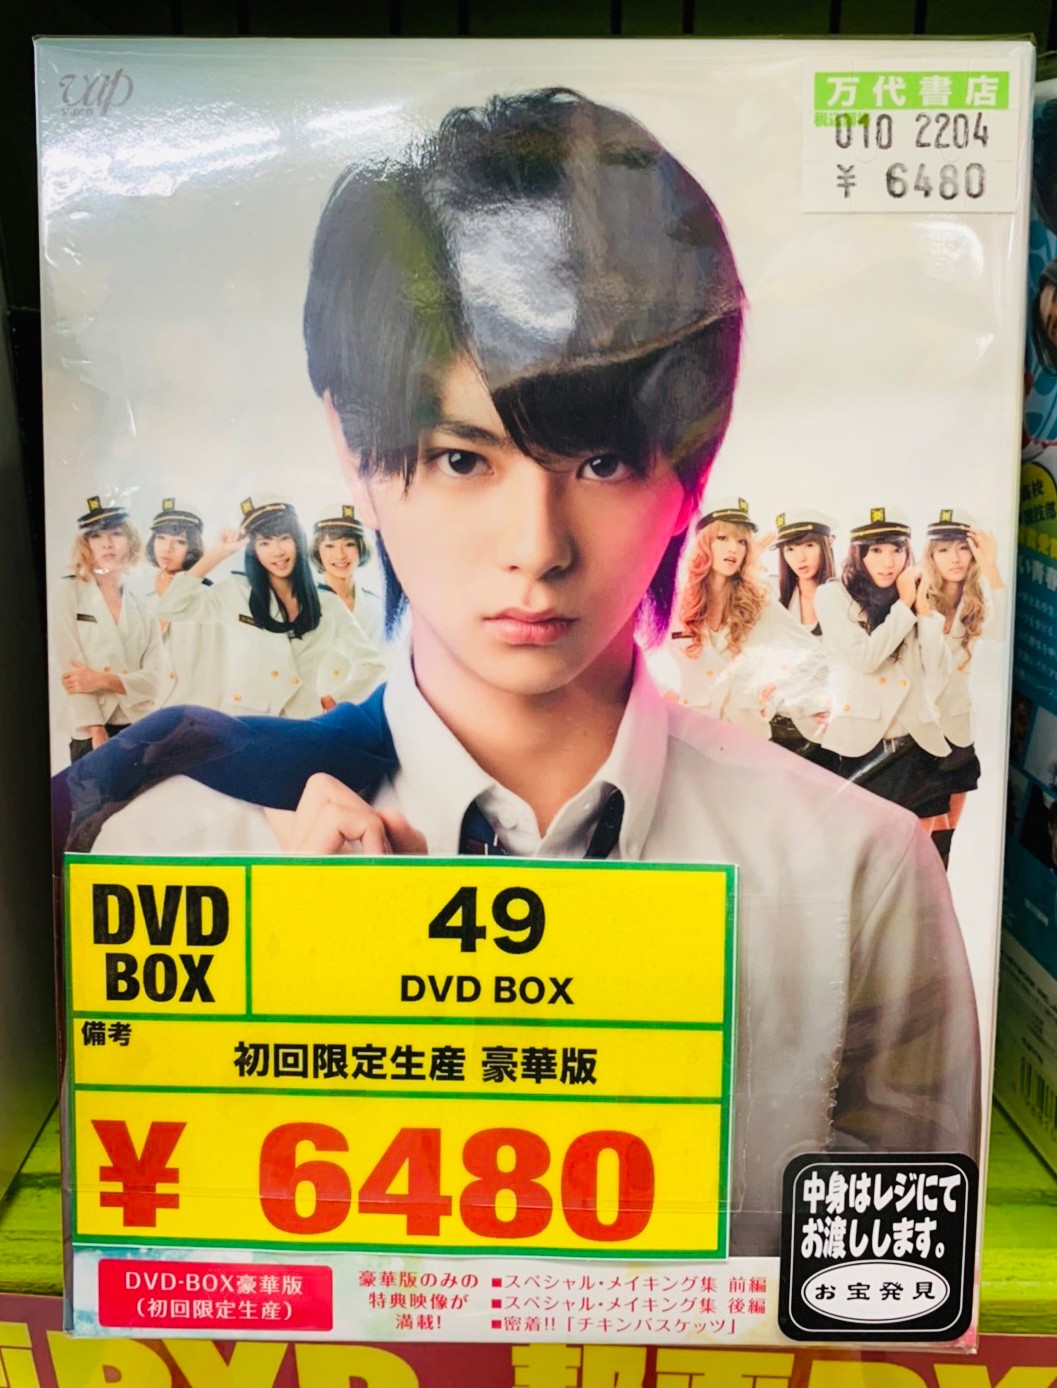 vap
万代書店
010 2204
¥ 6480
DVD
BOX
49
DVD BOX
備考
初回限定生産 豪華版
¥ 6480
中身はレジにて
お渡しします。
お宝発見
DVD-BOX豪華版
(初回限定生産)
豪華版のみの
特典映像が
満載!
■スペシャル・メイキング集 前編
■スペシャル・メイキング集 後編
■密着!!「チキンバスケッツ」